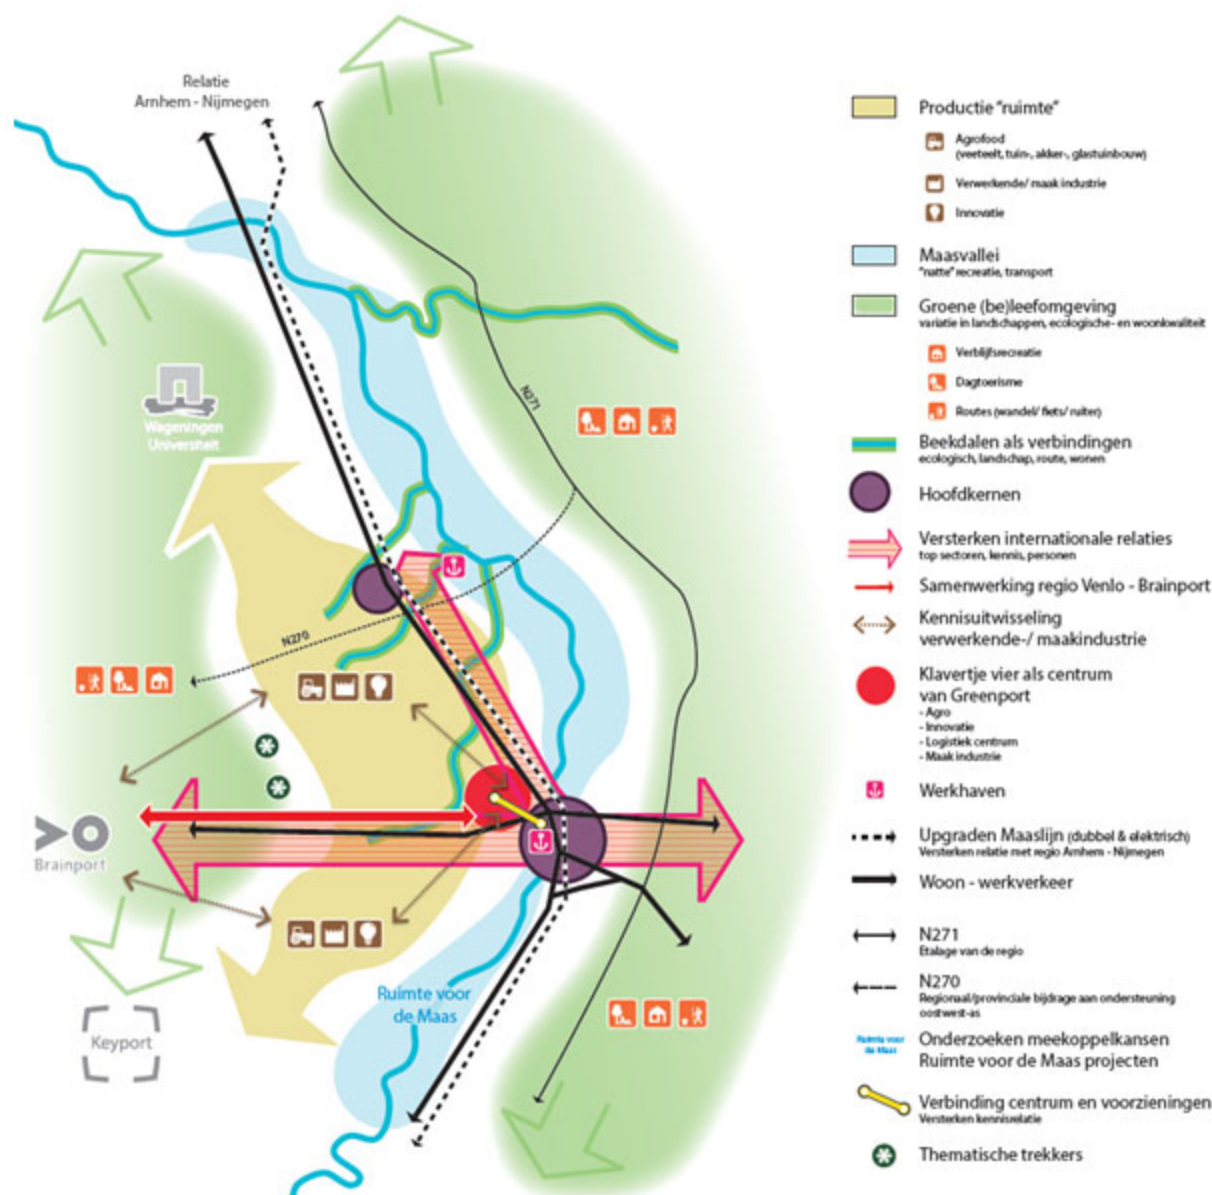 Relatie
Arnhem - Nijmegen
Wageningen
Universiteit
N271
N270
Brainport
Keyport
Ruimte voor
de Maas
Productie "ruimte"
Agrofood
(veeteelt, tuin-, akker-, glastuinbouw)
Verwerkende/ maak industrie
Innovatie
Maasvallei
"natte" recreatie, transport
Groene (be)leefomgeving
variatie in landschappen, ecologische- en woonkwaliteit
Verblijfsrecreatie
Dagtoerisme
Routes (wandel/ fiets/ ruiter)
Beekdalen als verbindingen
ecologisch, landschap, route, wonen
Hoofdkernen
Versterken internationale relaties
top sectoren, kennis, personen
Samenwerking regio Venlo - Brainport
Kennisuitwisseling
verwerkende-/ maakindustrie
Klavertje vier als centrum
van Greenport
- Agro
- Innovatie
- Logistiek centrum
- Maak industrie
Werkhaven
Upgraden Maaslijn (dubbel & elektrisch)
Versterken relatie met regio Arnhem - Nijmegen
Woon - werkverkeer
N271
Etalage van de regio
N270
Regionaal/provinciale bijdrage aan ondersteuning
oostwest-as
Ruimte voor
de Maas
Onderzoeken meekoppelkansen
Ruimte voor de Maas projecten
Verbinding centrum en voorzieningen
Versterken kennisrelatie
Thematische trekkers